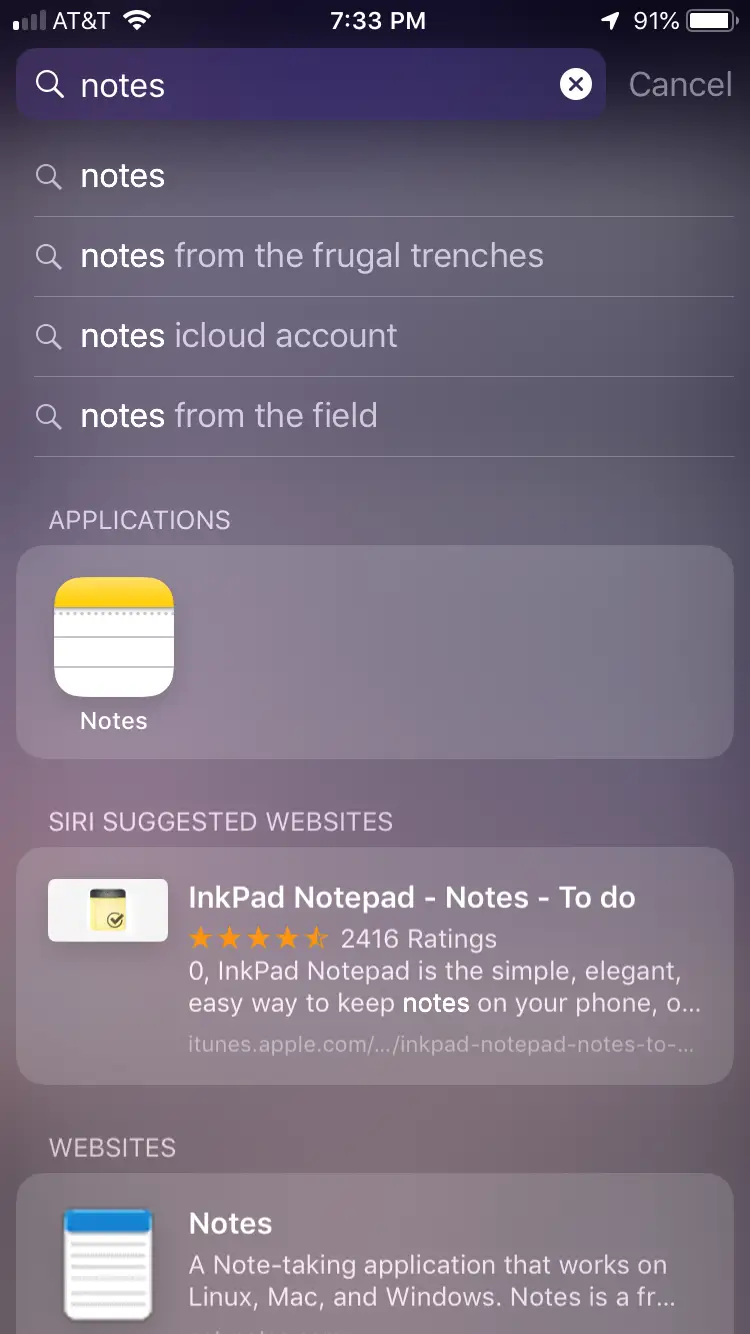 AT&T 7:33 PM 91%
notes Cancel
notes
notes from the frugal trenches
notes icloud account
notes from the field
APPLICATIONS
Notes
SIRI SUGGESTED WEBSITES
InkPad Notepad - Notes - To do
2416 Ratings
0, InkPad Notepad is the simple, elegant,
easy way to keep notes on your phone, o...
itunes.apple.com/.../inkpad-notepad-notes-to-...
WEBSITES
Notes
A Note-taking application that works on
Linux, Mac, and Windows. Notes is a fr...